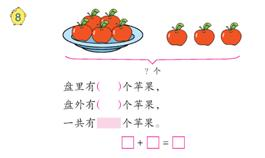 8
? 个
盘里有( )个苹果，
盘外有( )个苹果，
一共有 个苹果。
□ + □ = □